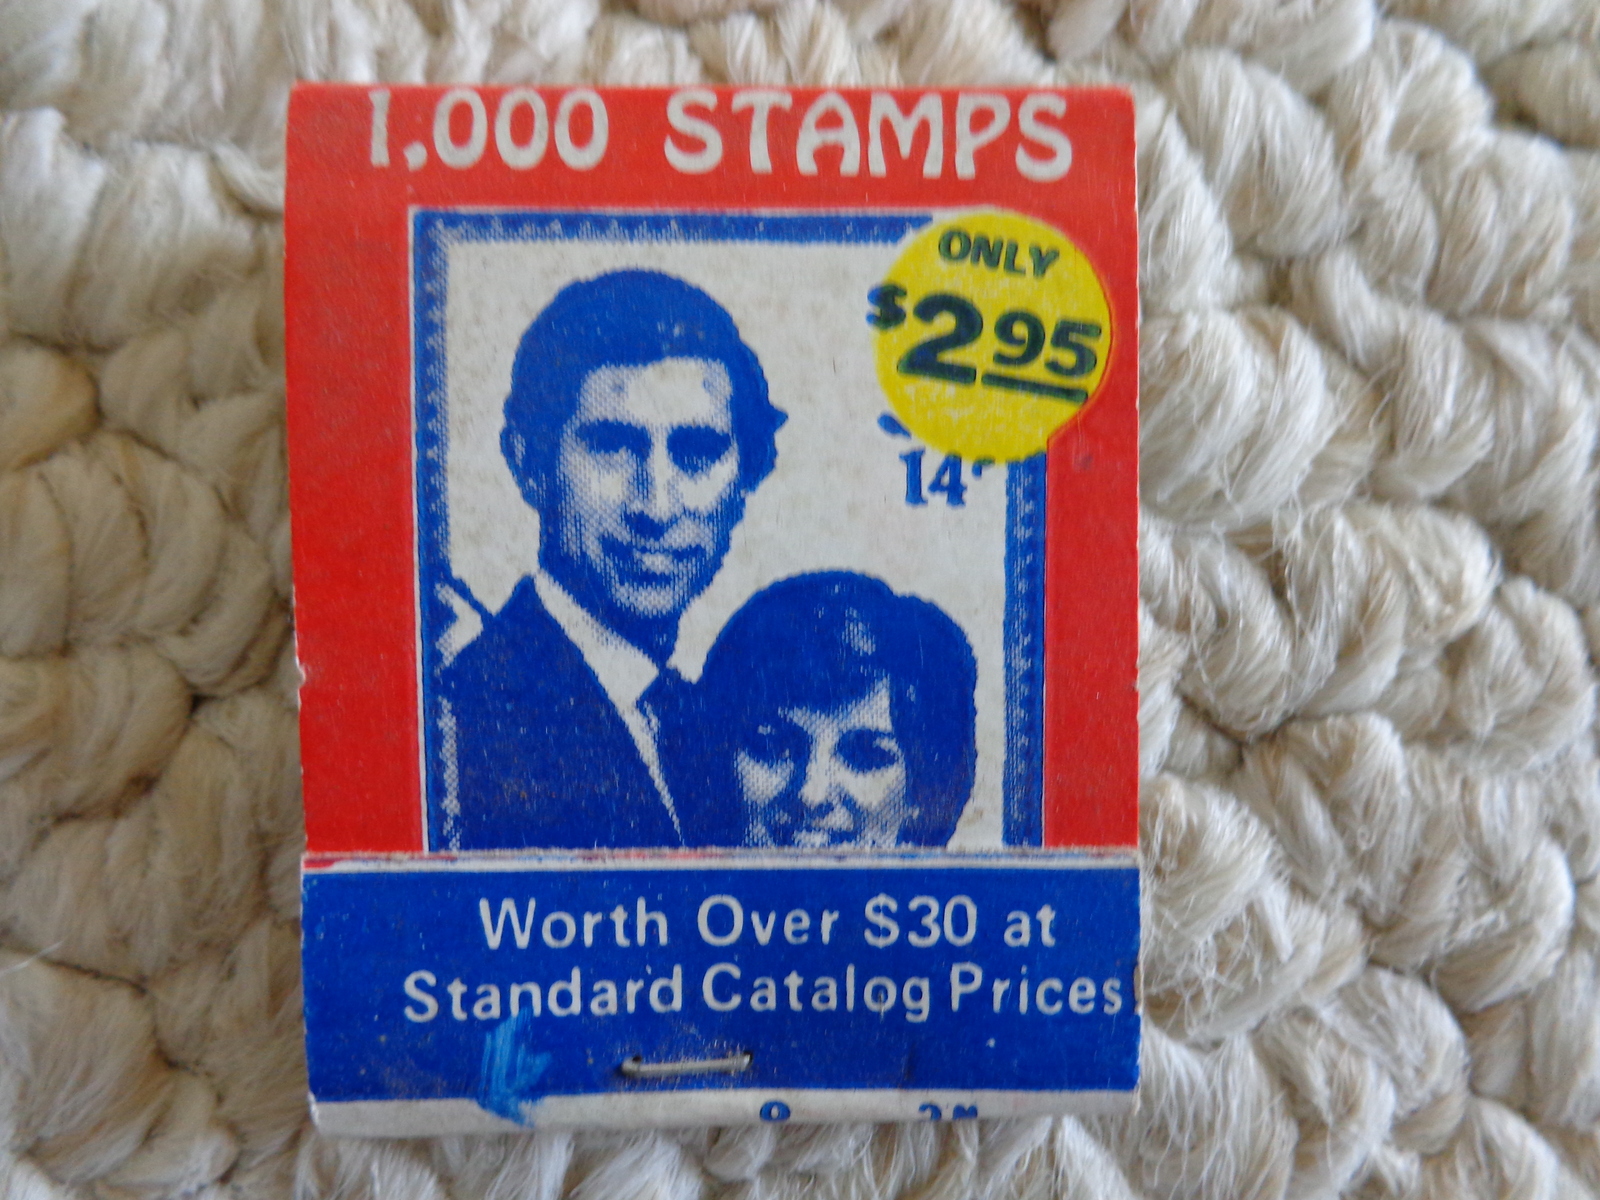 1,000 STAMPS
ONLY
$2.95
14
Worth Over $30 at
Standard Catalog Prices